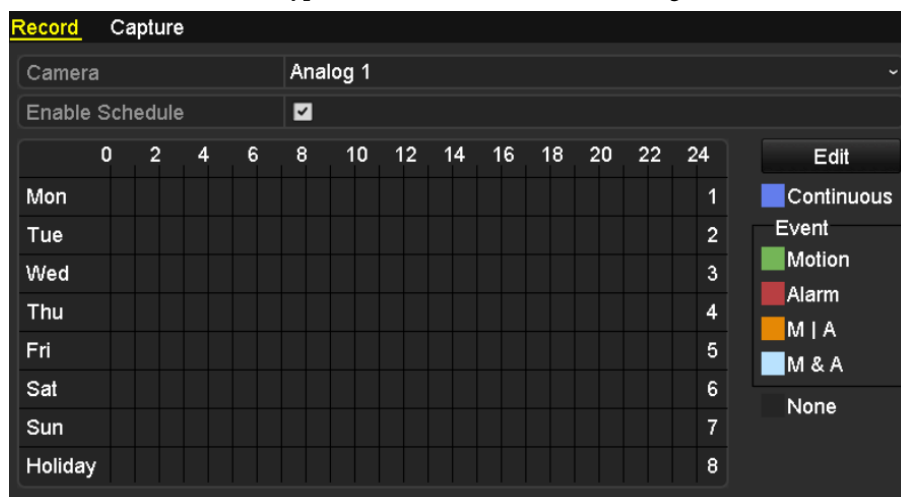 Record Capture
Camera Analog 1
Enable Schedule
0 2 4 6 8 10 12 14 16 18 20 22 24
Edit
Mon 1
Tue 2
Wed 3
Thu 4
Fri 5
Sat 6
Sun 7
Holiday 8
Continuous
Event
Motion
Alarm
M | A
M & A
None